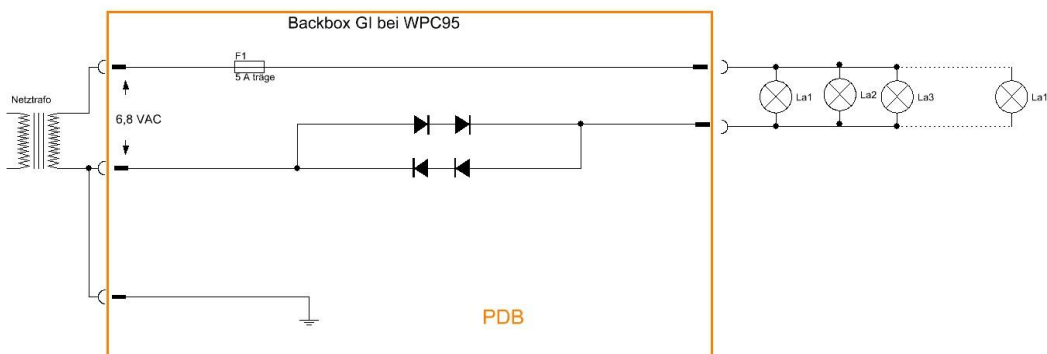 Backbox GI bei WPC95
F1
5 A träge
Netztrafo
6,8 VAC
La1
La2
La3
La1
PDB